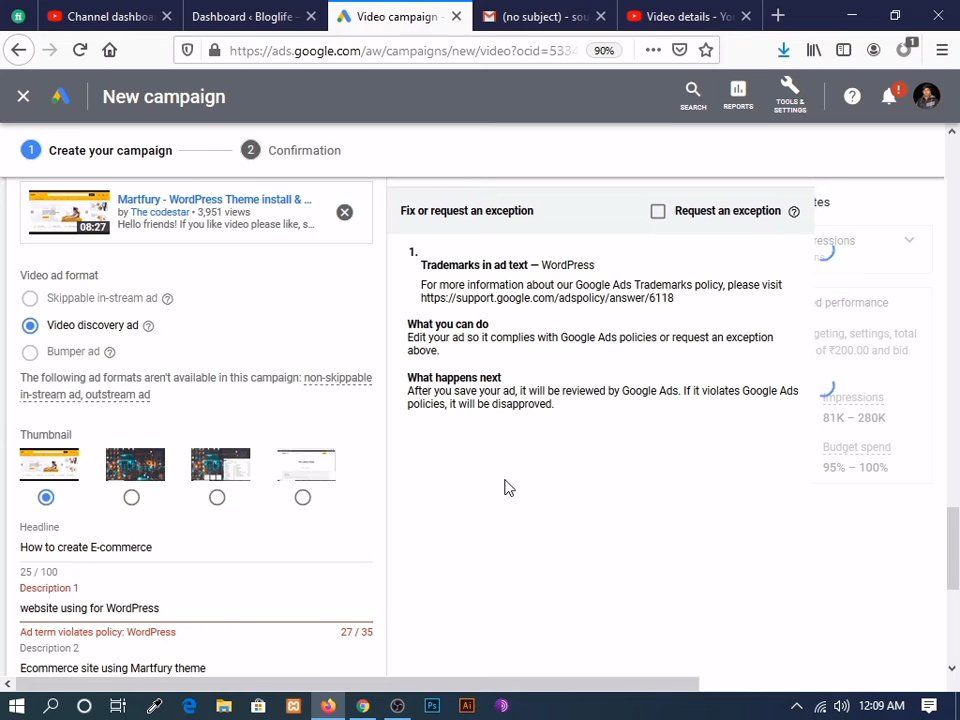 Channel dashboa
Dashboard ‹ Bloglife –
Video campaign -
(no subject) - sou
Video details - Yo
https://ads.google.com/aw/campaigns/new/video?ocid=5334
90%
1
New campaign
SEARCH
REPORTS
TOOLS &
SETTINGS
!
1 Create your campaign
2 Confirmation
Martfury - WordPress Theme install & ...
by The codestar • 3,951 views
Hello friends! If you like video please like, s...
08:27
Video ad format
Skippable in-stream ad
Video discovery ad
Bumper ad
The following ad formats aren't available in this campaign: non-skippable
in-stream ad, outstream ad
Thumbnail
Headline
How to create E-commerce
25 / 100
Description 1
website using for WordPress
Ad term violates policy: WordPress 27 / 35
Description 2
Ecommerce site using Martfury theme
Fix or request an exception
Request an exception
1.
Trademarks in ad text — WordPress
For more information about our Google Ads Trademarks policy, please visit
https://support.google.com/adspolicy/answer/6118
What you can do
Edit your ad so it complies with Google Ads policies or request an exception
above.
What happens next
After you save your ad, it will be reviewed by Google Ads. If it violates Google Ads
policies, it will be disapproved.
tes
ressions
ed performance
geting, settings, total
of ₹200.00 and bid
Impressions
81K – 280K
Budget spend
95% – 100%
Ps
Ai
12:09 AM